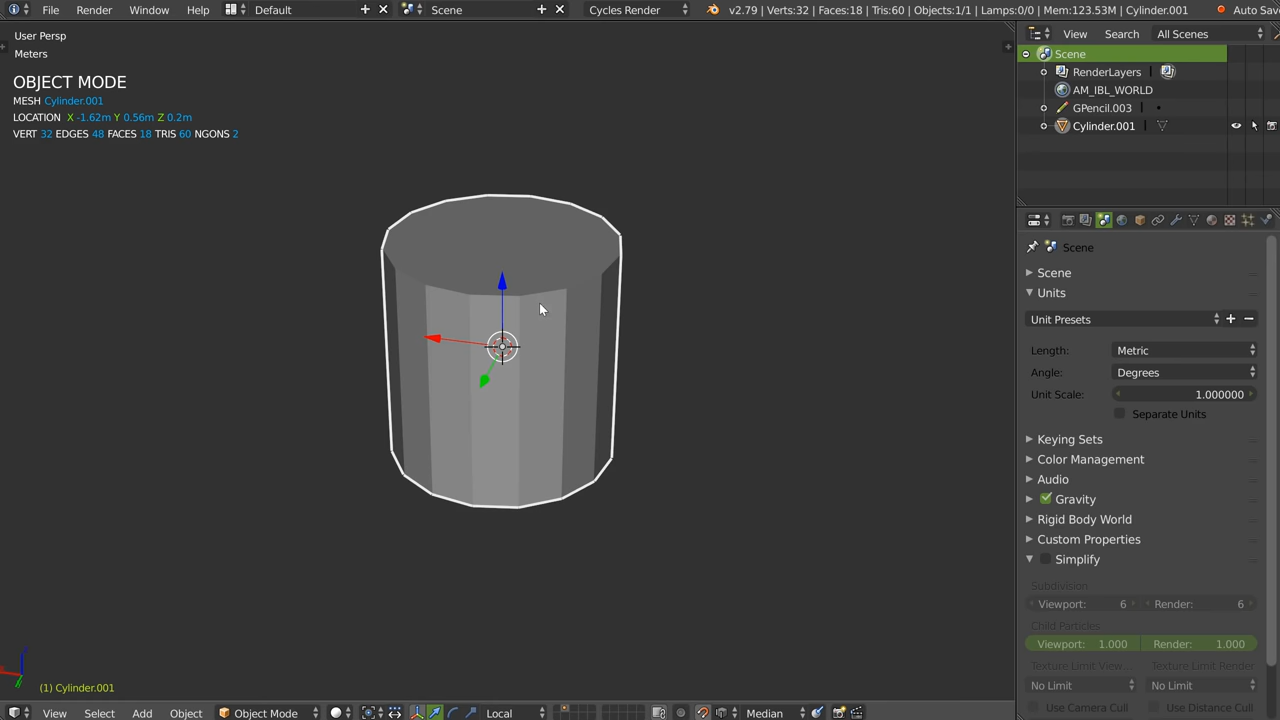 File Render Window Help Default Scene Cycles Render v2.79 | Verts:32 | Faces:18 | Tris:60 | Objects:1/1 | Lamps:0/0 | Mem:123.53M | Cylinder.001 Auto Sav
User Persp
Meters
OBJECT MODE
MESH Cylinder.001
LOCATION X -1.62m Y 0.56m Z 0.2m
VERT 32 EDGES 48 FACES 18 TRIS 60 NGONS 2
(1) Cylinder.001
View Select Add Object Object Mode Local Median
View Search All Scenes
Scene
RenderLayers
AM_IBL_WORLD
GPencil.003
Cylinder.001
Scene
Scene
Units
Unit Presets
Length: Metric
Angle: Degrees
Unit Scale: 1.000000
Separate Units
Keying Sets
Color Management
Audio
Gravity
Rigid Body World
Custom Properties
Simplify
Subdivision
Viewport: 6 Render: 6
Child Particles
Viewport: 1.000 Render: 1.000
Texture Limit View... Texture Limit Render
No Limit No Limit
Use Camera Cull Use Distance Cull